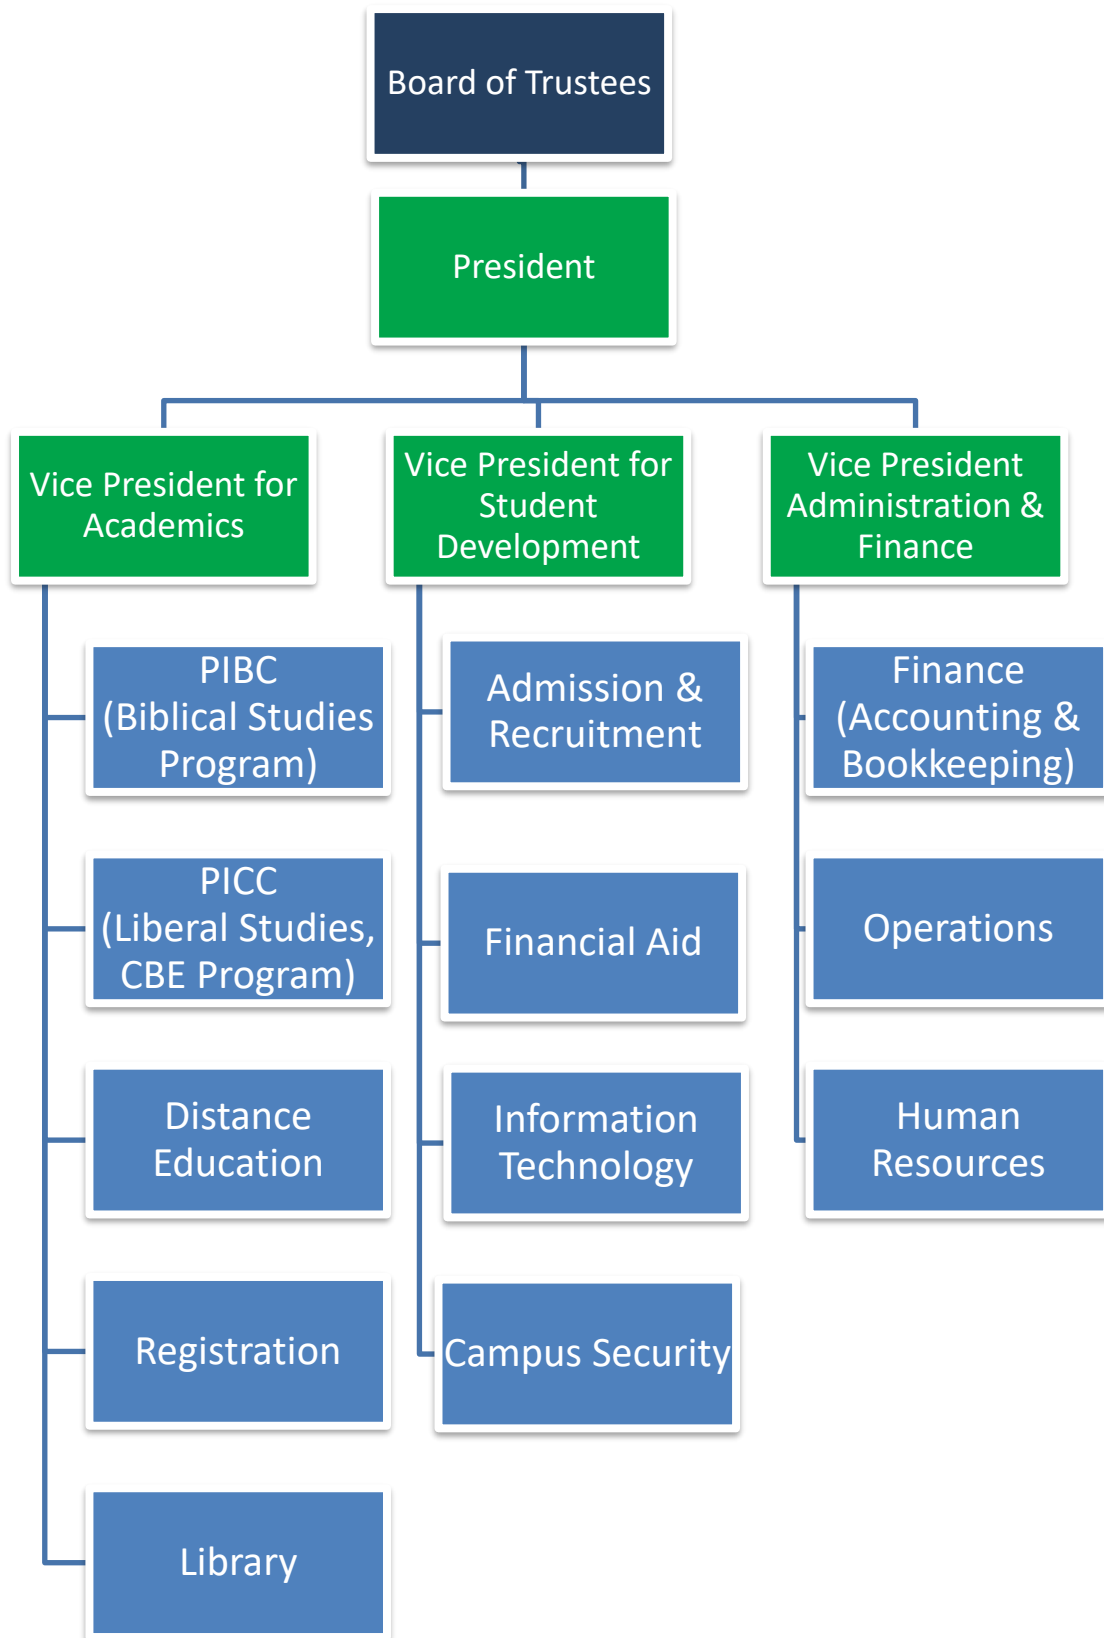 Board of Trustees
President
Vice President for
Academics
Vice President for
Student
Development
Vice President
Administration &
Finance
PIBC
(Biblical Studies
Program)
PICC
(Liberal Studies,
CBE Program)
Distance
Education
Registration
Library
Admission &
Recruitment
Financial Aid
Information
Technology
Campus Security
Finance
(Accounting &
Bookkeeping)
Operations
Human
Resources